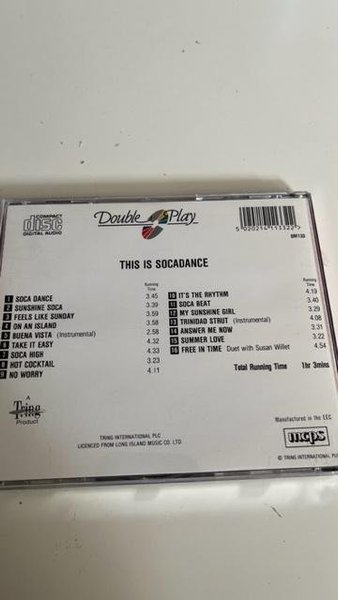 COMPACT
disc
DIGITAL AUDIO
Double Play
5 020214 113322
THIS IS SOCADANCE
Running
Time
1 SOCA DANCE 3.45
2 SUNSHINE SOCA 3.39
3 FEELS LIKE SUNDAY 3.59
4 ON AN ISLAND 3.58
5 BUENA VISTA (Instrumental) 2.58
6 TAKE IT EASY 4.32
7 SOCA HIGH 4.33
8 HOT COCKTAIL 3.23
9 NO WORRY 4.11
Running
Time
10 IT'S THE RHYTHM 4.19
11 SOCA BEAT 3.40
12 MY SUNSHINE GIRL 3.29
13 TRINIDAD STRUT (Instrumental) 4.08
14 ANSWER ME NOW 3.31
15 SUMMER LOVE 3.22
16 FREE IN TIME Duet with Susan Willet 4.54
Total Running Time 1hr 3mins
A
Tring
Product
TRING INTERNATIONAL PLC
LICENCED FROM LONG ISLAND MUSIC CO. LTD.
Manufactured in the EEC
mcps
© TRING INTERNATIONAL PLC